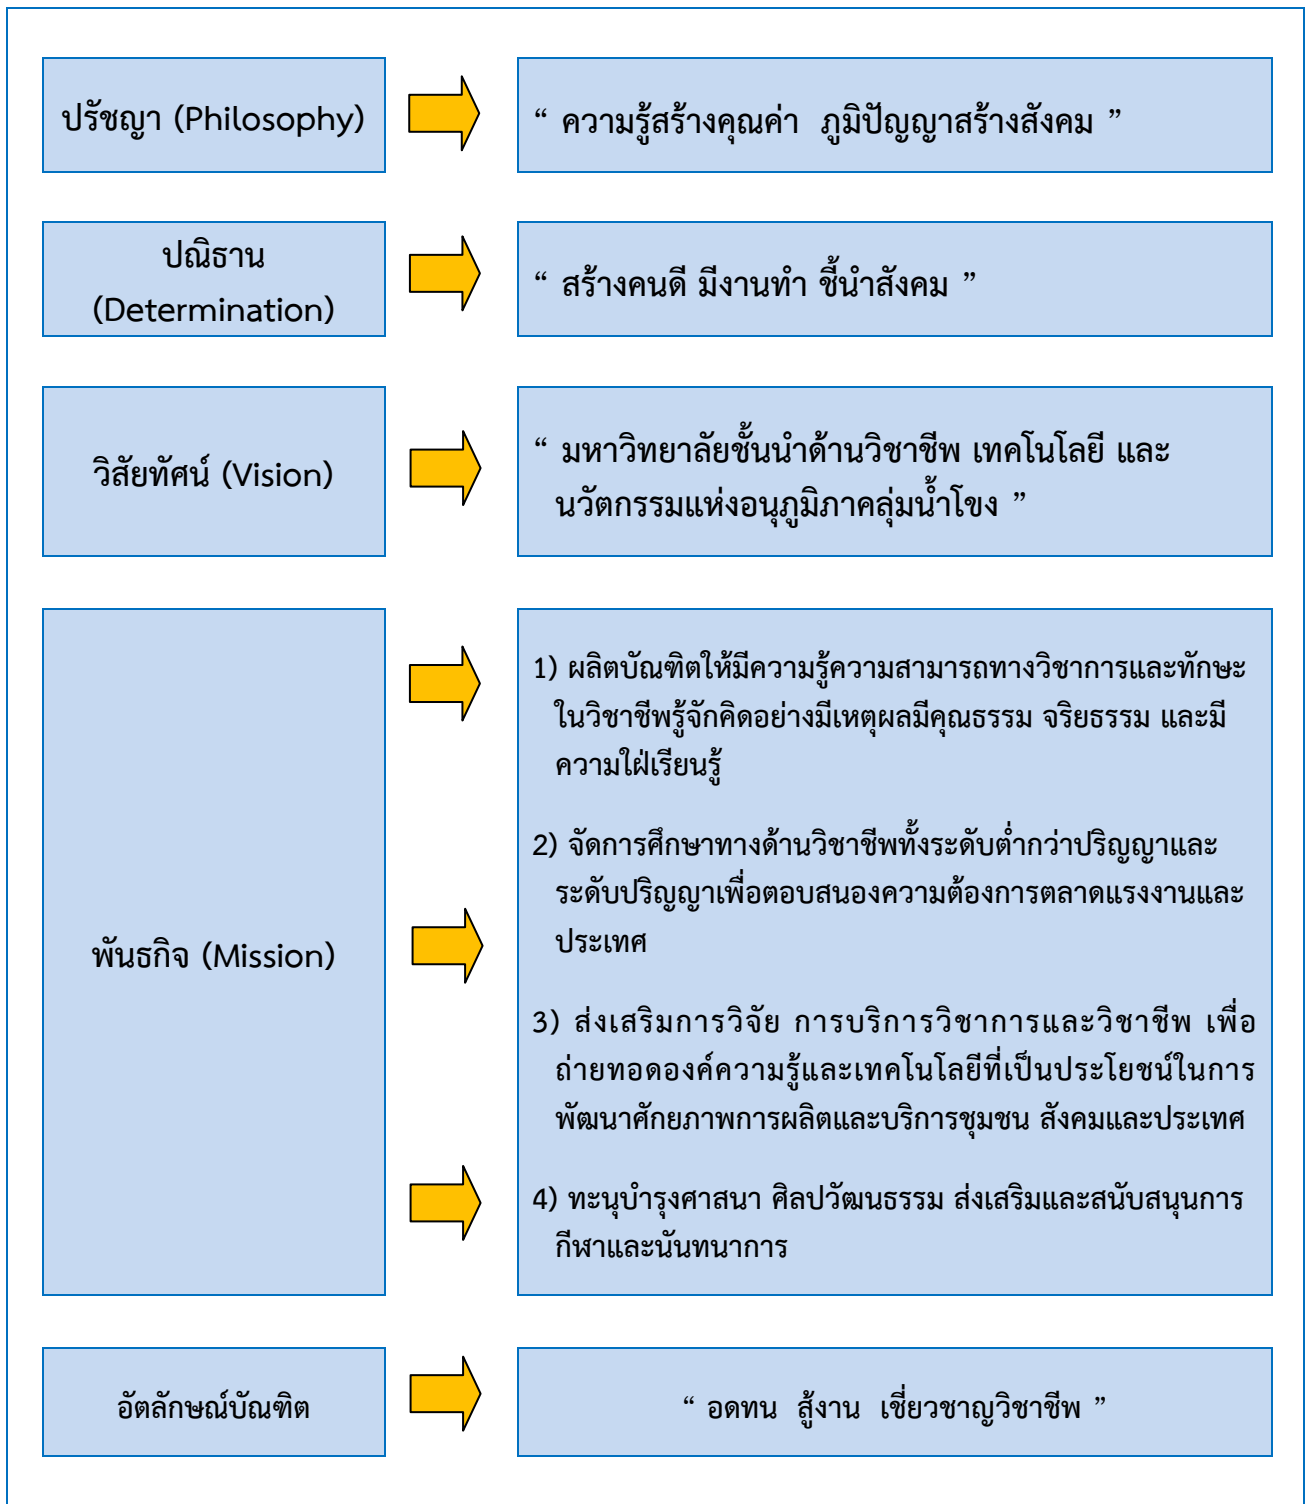 ปรัชญา (Philosophy)
“ ความรู้สร้างคุณค่า ภูมิปัญญาสร้างสังคม ”
ปณิธาน
(Determination)
“ สร้างคนดี มีงานทำ ชี้นำสังคม ”
วิสัยทัศน์ (Vision)
“ มหาวิทยาลัยชั้นนำด้านวิชาชีพ เทคโนโลยี และ
นวัตกรรมแห่งอนุภูมิภาคลุ่มน้ำโขง ”
พันธกิจ (Mission)
1) ผลิตบัณฑิตให้มีความรู้ความสามารถทางวิชาการและทักษะ
ในวิชาชีพรู้จักคิดอย่างมีเหตุผลมีคุณธรรม จริยธรรม และมี
ความใฝ่เรียนรู้
2) จัดการศึกษาทางด้านวิชาชีพทั้งระดับต่ำกว่าปริญญาและ
ระดับปริญญาเพื่อตอบสนองความต้องการตลาดแรงงานและ
ประเทศ
3) ส่งเสริมการวิจัย การบริการวิชาการและวิชาชีพ เพื่อ
ถ่ายทอดองค์ความรู้และเทคโนโลยีที่เป็นประโยชน์ในการ
พัฒนาศักยภาพการผลิตและบริการชุมชน สังคมและประเทศ
4) ทะนุบำรุงศาสนา ศิลปวัฒนธรรม ส่งเสริมและสนับสนุนการ
กีฬาและนันทนาการ
อัตลักษณ์บัณฑิต
“ อดทน สู้งาน เชี่ยวชาญวิชาชีพ ”